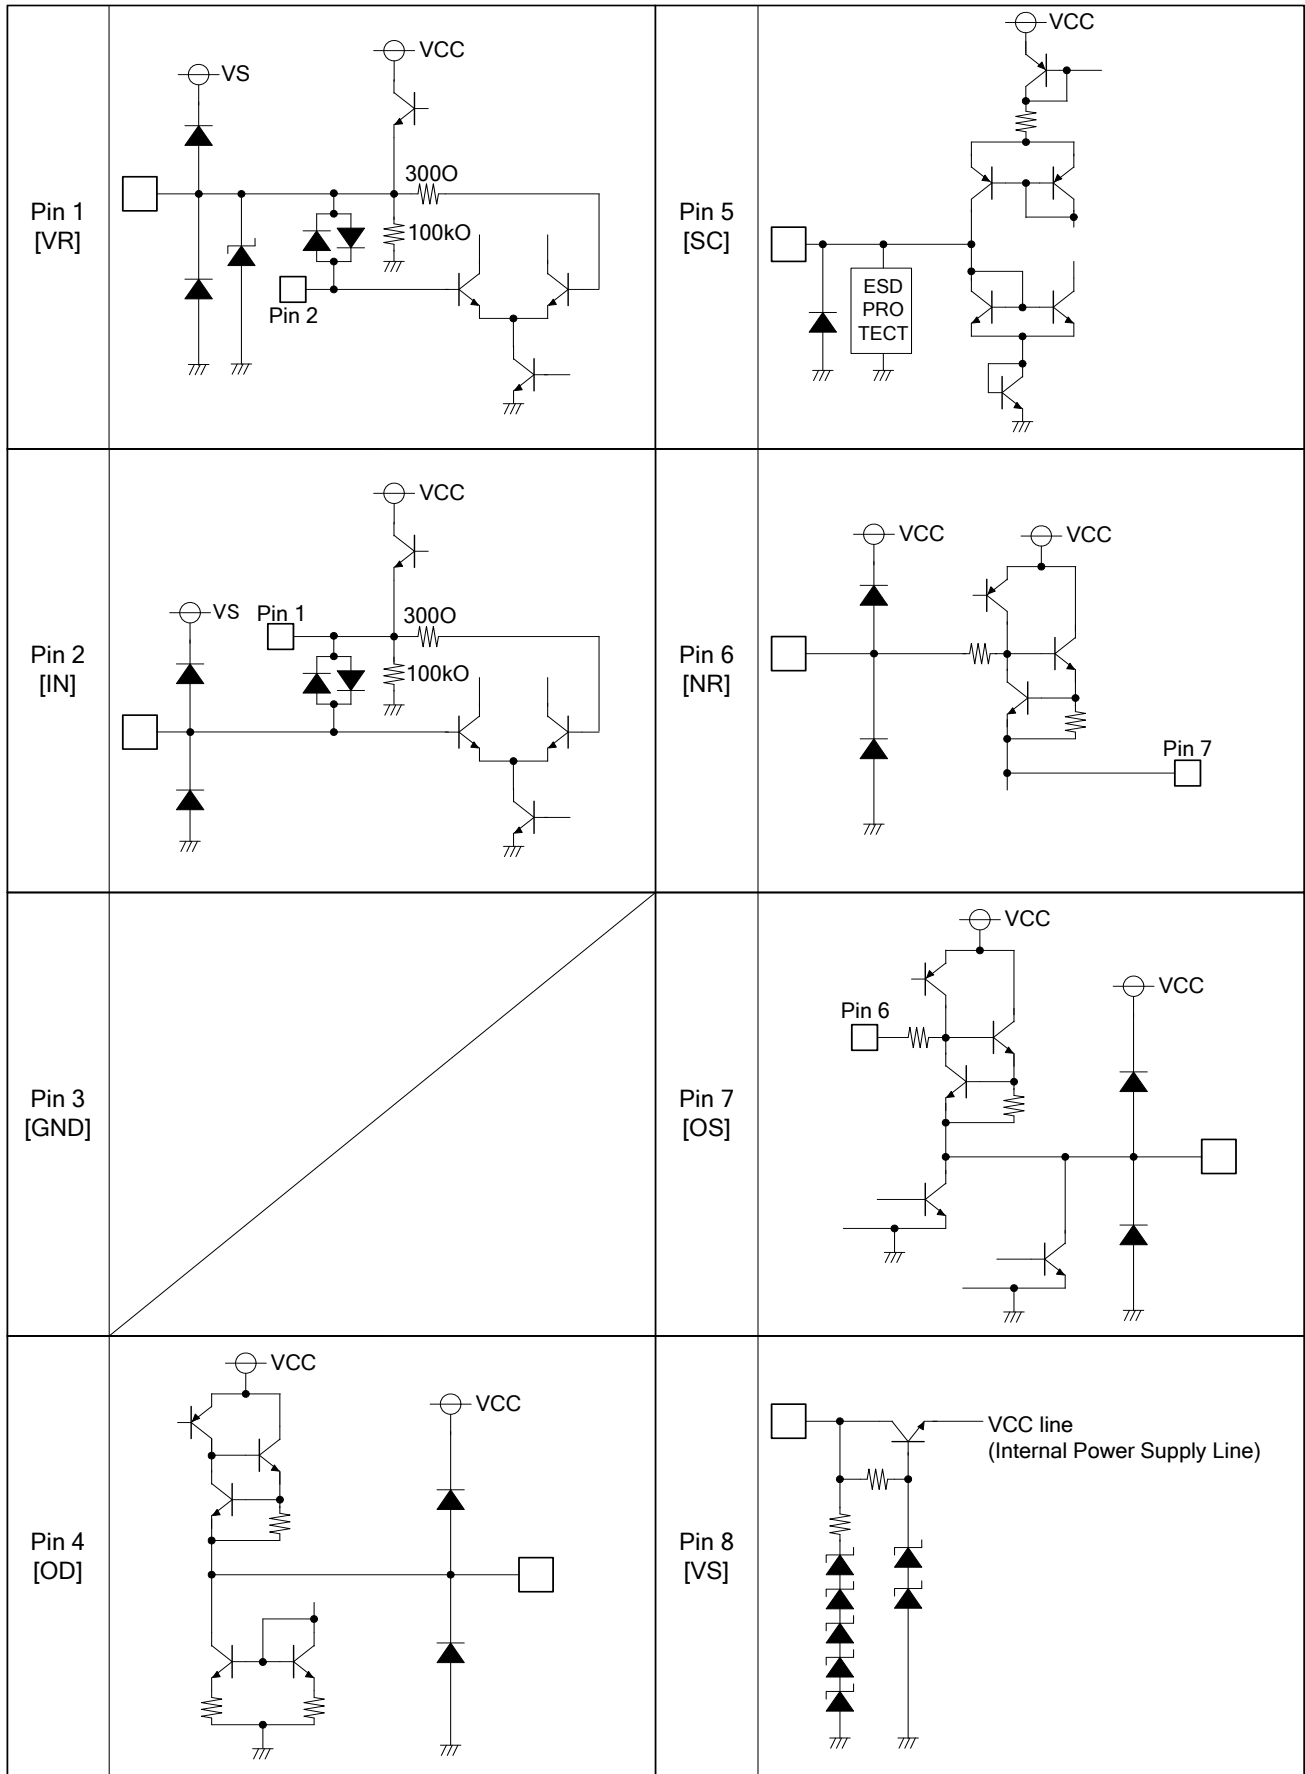 Pin 1
[VR]
VS
VCC
300O
100kO
Pin 2
Pin 5
[SC]
VCC
ESD
PRO
TECT
Pin 2
[IN]
VCC
VS
Pin 1
300O
100kO
Pin 6
[NR]
VCC
VCC
Pin 7
Pin 3
[GND]
Pin 7
[OS]
VCC
VCC
Pin 6
Pin 4
[OD]
VCC
VCC
Pin 8
[VS]
VCC line
(Internal Power Supply Line)